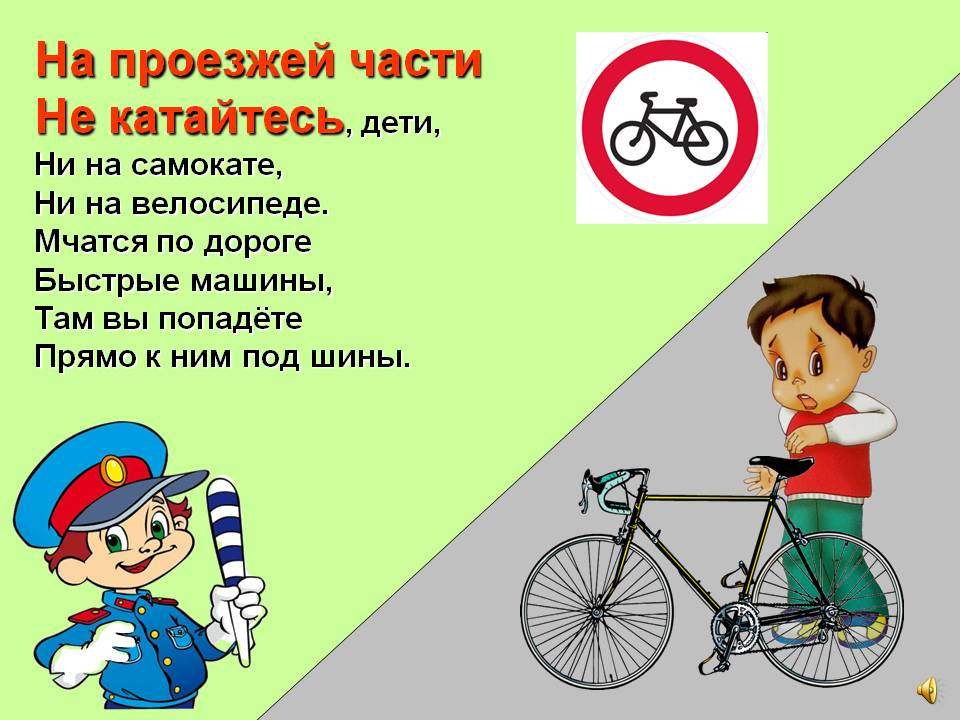 На проезжей части
Не катайтесь, дети,
Ни на самокате,
Ни на велосипеде.
Мчатся по дороге
Быстрые машины,
Там вы попадёте
Прямо к ним под шины.